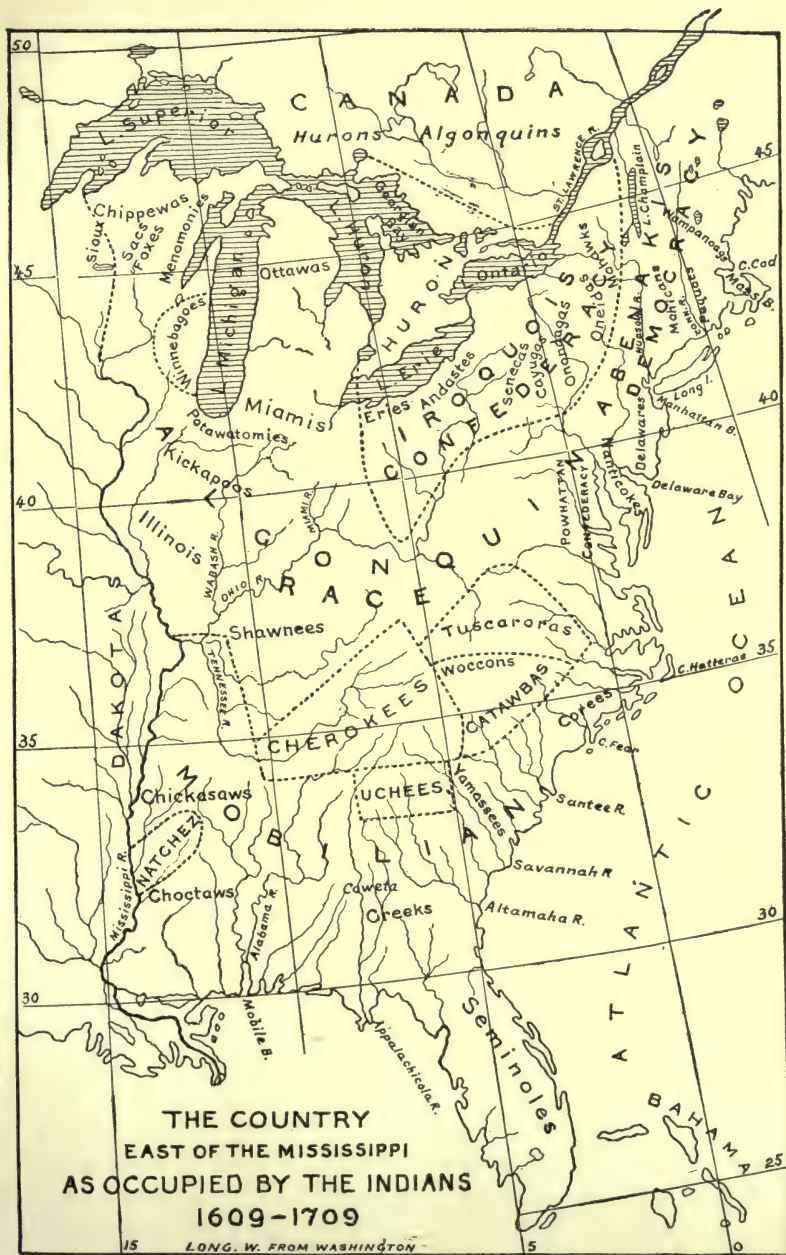 50
CANADA
Hurons Algonquins
L. Superior
ST. LAWRENCE R.
45
L. Champlain
Chippewas
Sioux
Sacs
Foxes
Menomonies
L. Huron
Georgian
Bay
45
Ottawas
L. Michigan
Winnebagoes
HURON
L. Ontario
IROQUOIS
CONFEDERACY
Mohawks
Oneidas
Onondagas
Cayugas
Senecas
Andastes
Eries
L. Erie
ABENAKIS
DEMOCRACY
Wampanoags
C. Cod
Mass B.
Pequods
Conn. R.
Hudson R.
Long I.
Manhattan B.
40
Delawares
Delaware Bay
Nanticokes
POWHATTAN
CONFEDERACY
Miamis
Potawatomies
Kickapoos
40
Illinois
WABASH R.
MIAMI R.
OHIO R.
ALGONQUIN
RACE
Shawnees
TENNESSEE R.
DAKOTAS
Tuscaroras
Woccons
CATAWBAS
Corees
C. Hatteras
35
C. Fear
CHEROKEES
35
UCHEES
Yamassees
Santee R.
Savannah R
Altamaha R.
MOBILIAN
Chickasaws
NATCHEZ
Mississippi R.
Choctaws
Alabama R.
Coweta
Creeks
30
30
Mobile B.
Appalachicola R.
Seminoles
ATLANTIC
OCEAN
BAHAMA
25
THE COUNTRY
EAST OF THE MISSISSIPPI
AS OCCUPIED BY THE INDIANS
1609-1709
15 LONG. W. FROM WASHINGTON 5 0